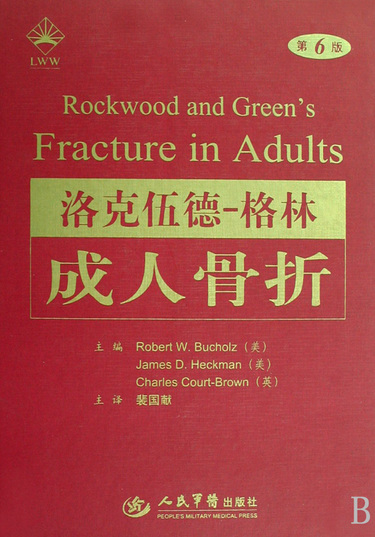 LWW
第6版
Rockwood and Green's
Fracture in Adults
洛克伍德-格林
成人骨折
主 编 Robert W. Bucholz（美）
James D. Heckman（美）
Charles Court-Brown（英）
主 译 裴国献
人民军医出版社
PEOPLE'S MILITARY MEDICAL PRESS
B